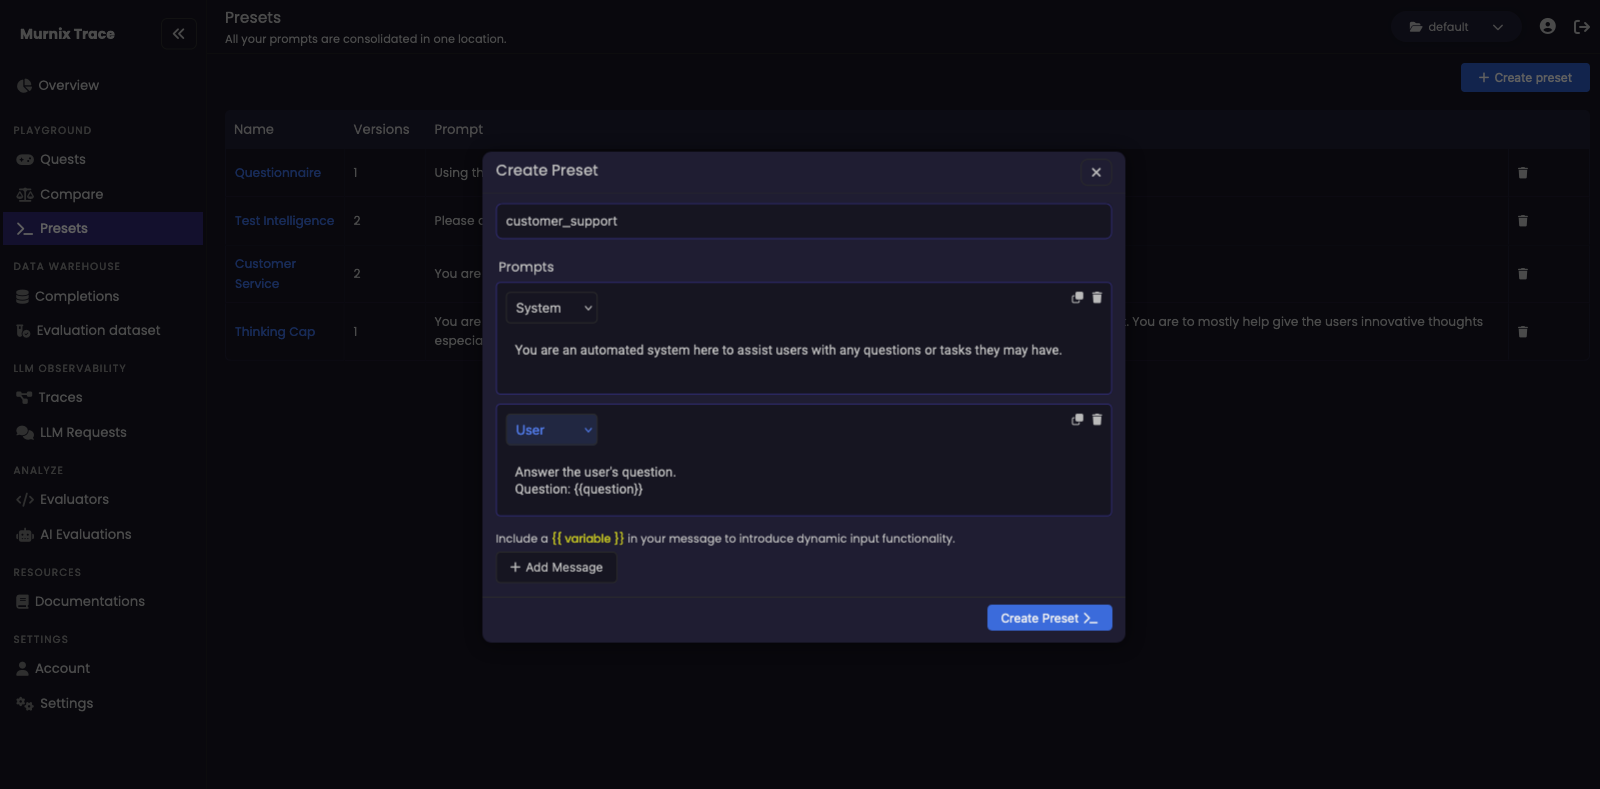 Murnix Trace
Presets
All your prompts are consolidated in one location.
default
Create preset
Overview
PLAYGROUND
Quests
Compare
Presets
DATA WAREHOUSE
Completions
Evaluation dataset
LLM OBSERVABILITY
Traces
LLM Requests
ANALYZE
Evaluators
AI Evaluations
RESOURCES
Documentations
SETTINGS
Account
Settings
Name Versions Prompt
Questionnaire 1 Using
Test Intelligence 2 Please
Customer
Service
2 You are
Thinking Cap 1 You are
. You are to mostly help give the users innovative thoughts
Create Preset
customer_support
Prompts
System
You are an automated system here to assist users with any questions or tasks they may have.
User
Answer the user's question.
Question: {{question}}
Include a {{ variable }} in your message to introduce dynamic input functionality.
+ Add Message
Create Preset >_